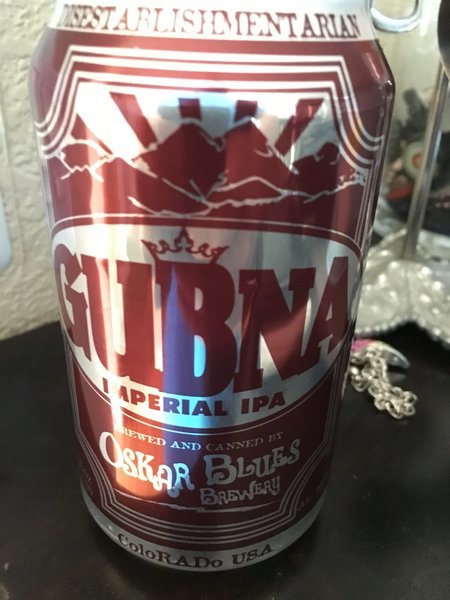 DISESTABLISHMENTARIAN
GUBNA
IMPERIAL IPA
BREWED AND CANNED BY
OSKAR BLUES
BREWERY
ColoRADo USA